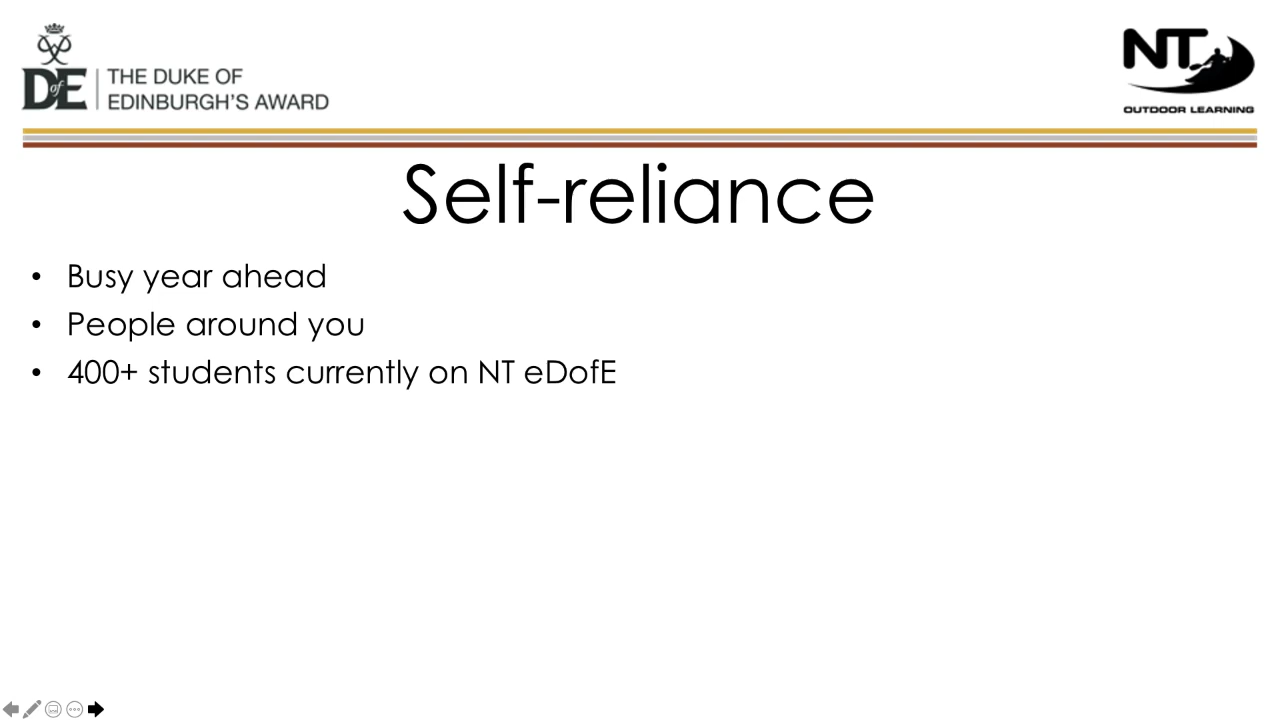 DofE
THE DUKE OF
EDINBURGH'S AWARD
NT
OUTDOOR LEARNING
Self-reliance
• Busy year ahead
• People around you
• 400+ students currently on NT eDofE